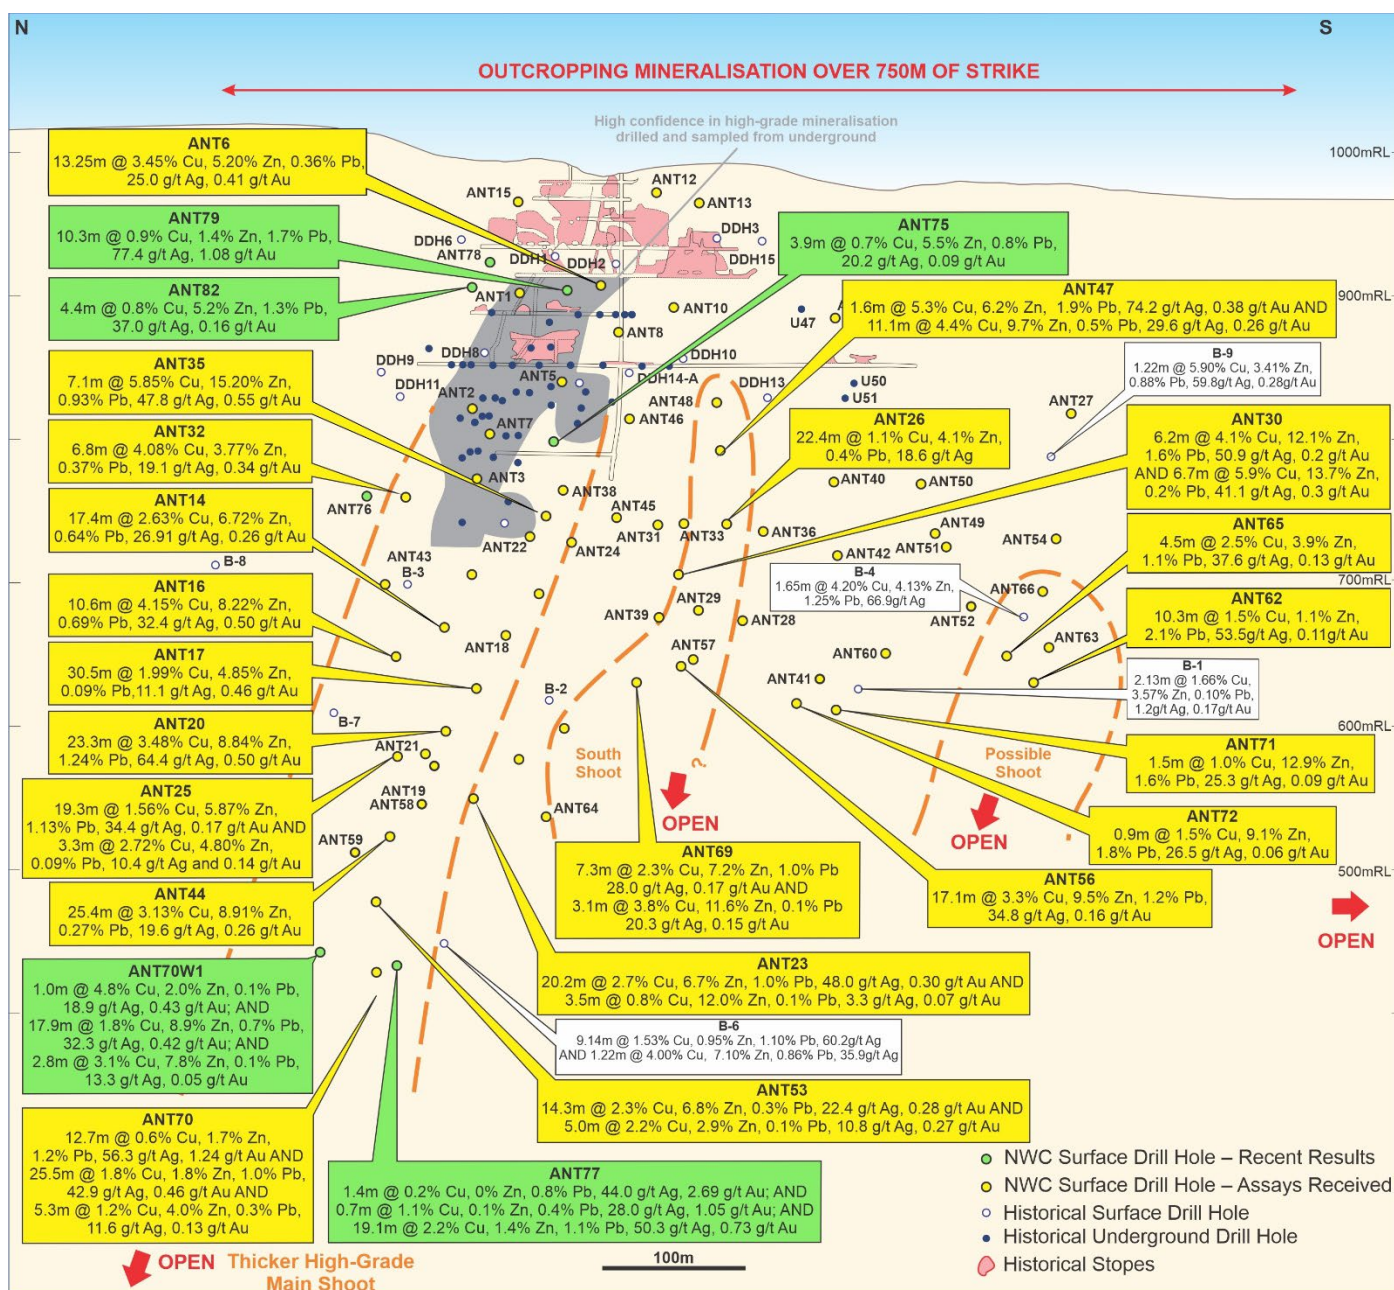 N
S
OUTCROPPING MINERALISATION OVER 750M OF STRIKE
High confidence in high-grade mineralisation
drilled and sampled from underground
1000mRL
900mRL
700mRL
600mRL
500mRL
ANT6
13.25m @ 3.45% Cu, 5.20% Zn, 0.36% Pb,
25.0 g/t Ag, 0.41 g/t Au
ANT79
10.3m @ 0.9% Cu, 1.4% Zn, 1.7% Pb,
77.4 g/t Ag, 1.08 g/t Au
ANT82
4.4m @ 0.8% Cu, 5.2% Zn, 1.3% Pb,
37.0 g/t Ag, 0.16 g/t Au
ANT35
7.1m @ 5.85% Cu, 15.20% Zn,
0.93% Pb, 47.8 g/t Ag, 0.55 g/t Au
ANT32
6.8m @ 4.08% Cu, 3.77% Zn,
0.37% Pb, 19.1 g/t Ag, 0.34 g/t Au
ANT14
17.4m @ 2.63% Cu, 6.72% Zn,
0.64% Pb, 26.91 g/t Ag, 0.26 g/t Au
ANT16
10.6m @ 4.15% Cu, 8.22% Zn,
0.69% Pb, 32.4 g/t Ag, 0.50 g/t Au
ANT17
30.5m @ 1.99% Cu, 4.85% Zn,
0.09% Pb,11.1 g/t Ag, 0.46 g/t Au
ANT20
23.3m @ 3.48% Cu, 8.84% Zn,
1.24% Pb, 64.4 g/t Ag, 0.50 g/t Au
ANT25
19.3m @ 1.56% Cu, 5.87% Zn,
1.13% Pb, 34.4 g/t Ag, 0.17 g/t Au AND
3.3m @ 2.72% Cu, 4.80% Zn,
0.09% Pb, 10.4 g/t Ag and 0.14 g/t Au
ANT44
25.4m @ 3.13% Cu, 8.91% Zn,
0.27% Pb, 19.6 g/t Ag, 0.26 g/t Au
ANT70W1
1.0m @ 4.8% Cu, 2.0% Zn, 0.1% Pb,
18.9 g/t Ag, 0.43 g/t Au; AND
17.9m @ 1.8% Cu, 8.9% Zn, 0.7% Pb,
32.3 g/t Ag, 0.42 g/t Au; AND
2.8m @ 3.1% Cu, 7.8% Zn, 0.1% Pb,
13.3 g/t Ag, 0.05 g/t Au
ANT70
12.7m @ 0.6% Cu, 1.7% Zn,
1.2% Pb, 56.3 g/t Ag, 1.24 g/t Au AND
25.5m @ 1.8% Cu, 1.8% Zn, 1.0% Pb,
42.9 g/t Ag, 0.46 g/t Au AND
5.3m @ 1.2% Cu, 4.0% Zn, 0.3% Pb,
11.6 g/t Ag, 0.13 g/t Au
ANT15
ANT12
ANT13
DDH6
ANT78
DDH1
DDH2
DDH3
DDH15
ANT1
ANT10
ANT8
U47
DDH9
DDH8
DDH11
ANT2
ANT5
DDH14-A
DDH10
DDH13
U50
U51
ANT7
ANT48
ANT46
ANT3
ANT76
ANT38
ANT45
ANT22
ANT24
ANT31
ANT33
ANT36
ANT40
ANT50
ANT27
ANT49
ANT51
ANT42
ANT54
ANT43
B-3
B-8
ANT39
ANT29
ANT28
ANT18
ANT57
ANT66
ANT52
ANT63
ANT60
ANT41
B-2
B-7
ANT21
ANT19
ANT58
ANT59
ANT64
ANT75
3.9m @ 0.7% Cu, 5.5% Zn, 0.8% Pb,
20.2 g/t Ag, 0.09 g/t Au
ANT47
1.6m @ 5.3% Cu, 6.2% Zn, 1.9% Pb, 74.2 g/t Ag, 0.38 g/t Au AND
11.1m @ 4.4% Cu, 9.7% Zn, 0.5% Pb, 29.6 g/t Ag, 0.26 g/t Au
B-9
1.22m @ 5.90% Cu, 3.41% Zn,
0.88% Pb, 59.8g/t Ag, 0.28g/t Au
ANT26
22.4m @ 1.1% Cu, 4.1% Zn,
0.4% Pb, 18.6 g/t Ag
ANT30
6.2m @ 4.1% Cu, 12.1% Zn,
1.6% Pb, 50.9 g/t Ag, 0.2 g/t Au
AND 6.7m @ 5.9% Cu, 13.7% Zn,
0.2% Pb, 41.1 g/t Ag, 0.3 g/t Au
ANT65
4.5m @ 2.5% Cu, 3.9% Zn,
1.1% Pb, 37.6 g/t Ag, 0.13 g/t Au
B-4
1.65m @ 4.20% Cu, 4.13% Zn,
1.25% Pb, 66.9g/t Ag
ANT62
10.3m @ 1.5% Cu, 1.1% Zn,
2.1% Pb, 53.5g/t Ag, 0.11g/t Au
B-1
2.13m @ 1.66% Cu,
3.57% Zn, 0.10% Pb,
1.2g/t Ag, 0.17g/t Au
ANT71
1.5m @ 1.0% Cu, 12.9% Zn,
1.6% Pb, 25.3 g/t Ag, 0.09 g/t Au
ANT72
0.9m @ 1.5% Cu, 9.1% Zn,
1.8% Pb, 26.5 g/t Ag, 0.06 g/t Au
ANT56
17.1m @ 3.3% Cu, 9.5% Zn, 1.2% Pb,
34.8 g/t Ag, 0.16 g/t Au
South
Shoot
?
OPEN
Possible
Shoot
OPEN
OPEN
ANT69
7.3m @ 2.3% Cu, 7.2% Zn, 1.0% Pb
28.0 g/t Ag, 0.17 g/t Au AND
3.1m @ 3.8% Cu, 11.6% Zn, 0.1% Pb
20.3 g/t Ag, 0.15 g/t Au
ANT23
20.2m @ 2.7% Cu, 6.7% Zn, 1.0% Pb, 48.0 g/t Ag, 0.30 g/t Au AND
3.5m @ 0.8% Cu, 12.0% Zn, 0.1% Pb, 3.3 g/t Ag, 0.07 g/t Au
B-6
9.14m @ 1.53% Cu, 0.95% Zn, 1.10% Pb, 60.2g/t Ag
AND 1.22m @ 4.00% Cu, 7.10% Zn, 0.86% Pb, 35.9g/t Ag
ANT53
14.3m @ 2.3% Cu, 6.8% Zn, 0.3% Pb, 22.4 g/t Ag, 0.28 g/t Au AND
5.0m @ 2.2% Cu, 2.9% Zn, 0.1% Pb, 10.8 g/t Ag, 0.27 g/t Au
ANT77
1.4m @ 0.2% Cu, 0% Zn, 0.8% Pb, 44.0 g/t Ag, 2.69 g/t Au; AND
0.7m @ 1.1% Cu, 0.1% Zn, 0.4% Pb, 28.0 g/t Ag, 1.05 g/t Au; AND
19.1m @ 2.2% Cu, 1.4% Zn, 1.1% Pb, 50.3 g/t Ag, 0.73 g/t Au
OPEN
Thicker High-Grade
Main Shoot
100m
NWC Surface Drill Hole – Recent Results
NWC Surface Drill Hole – Assays Received
Historical Surface Drill Hole
Historical Underground Drill Hole
Historical Stopes